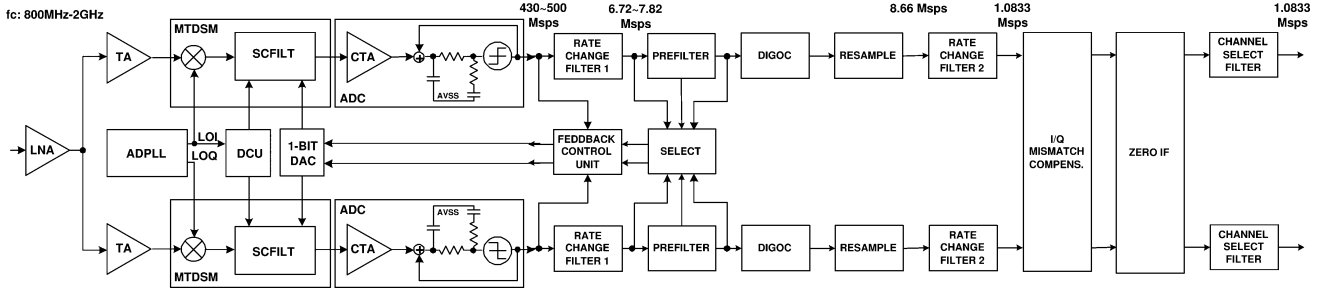 fc: 800MHz-2GHz
430~500
Msps
6.72~7.82
Msps
8.66 Msps
1.0833
Msps
1.0833
Msps
MTDSM
TA
SCFILT
CTA
AVSS
ADC
RATE
CHANGE
FILTER 1
PREFILTER
DIGOC
RESAMPLE
RATE
CHANGE
FILTER 2
CHANNEL
SELECT
FILTER
LNA
ADPLL
LOI
LOQ
DCU
1-BIT
DAC
FEDDBACK
CONTROL
UNIT
SELECT
I/Q
MISMATCH
COMPENS.
ZERO IF
TA
SCFILT
MTDSM
ADC
CTA
AVSS
RATE
CHANGE
FILTER 1
PREFILTER
DIGOC
RESAMPLE
RATE
CHANGE
FILTER 2
CHANNEL
SELECT
FILTER